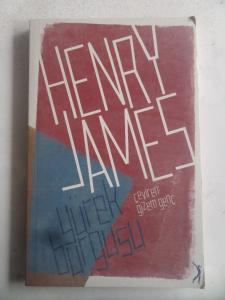 HENRY
JAMES
yürek
burgusu
çeviren
gizem genç